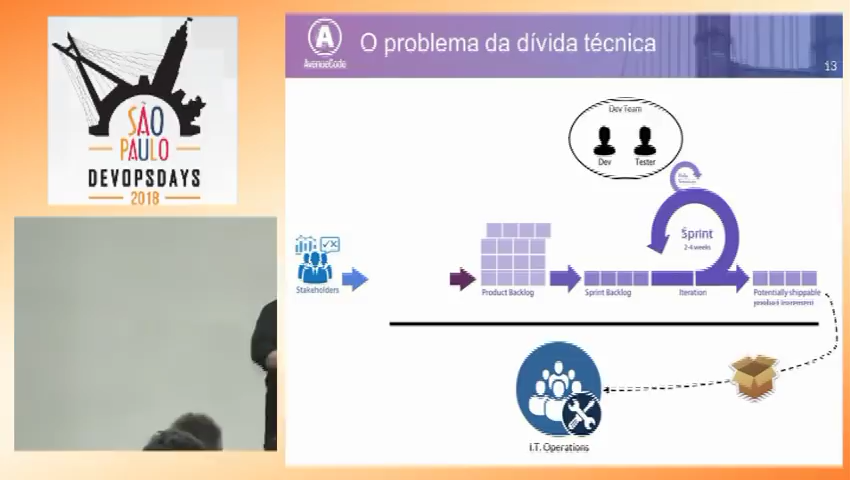 SÃO
PAULO
DEVOPSDAYS
2018
A
AvenueCode
O problema da dívida técnica
13
Dev Team
Dev
Tester
Sprint
2-4 weeks
Stakeholders
Product Backlog
Sprint Backlog
Iteration
Potentially-shippable
product increment
I.T. Operations